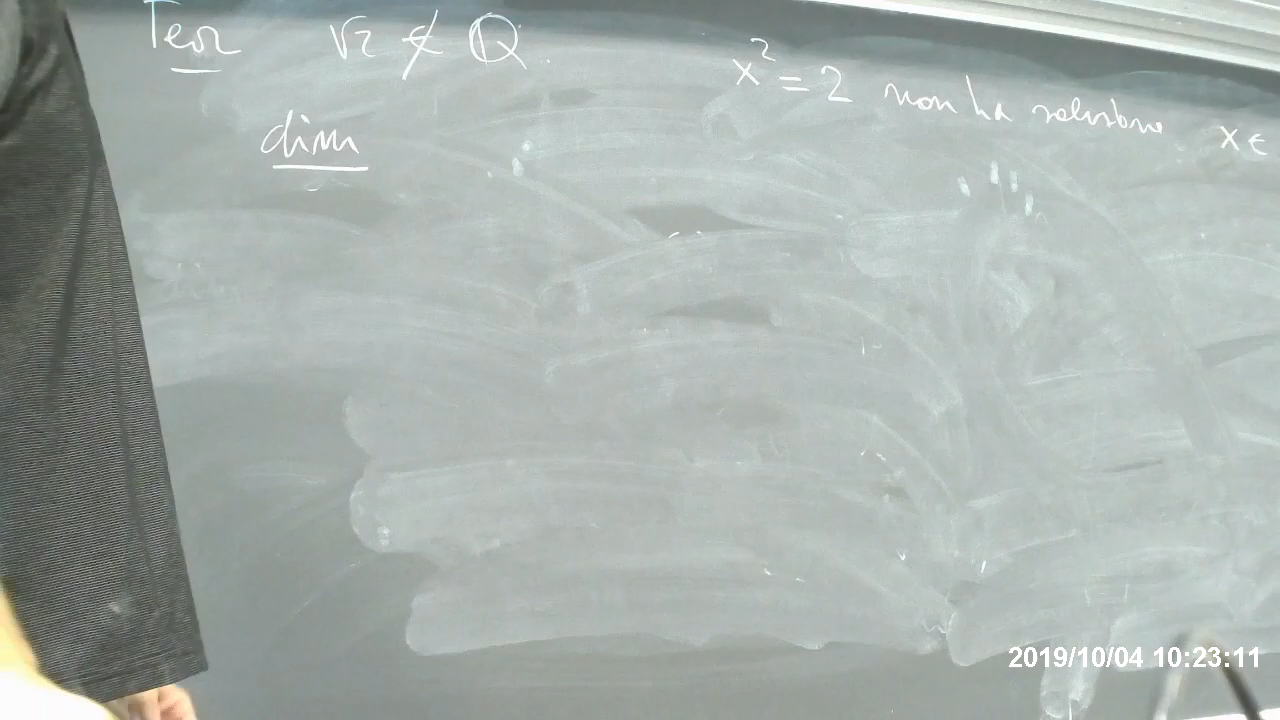 Teor √2 ∉ ℚ.
x² = 2 non ha soluzione x ∈
dim
2019/10/04 10:23:11